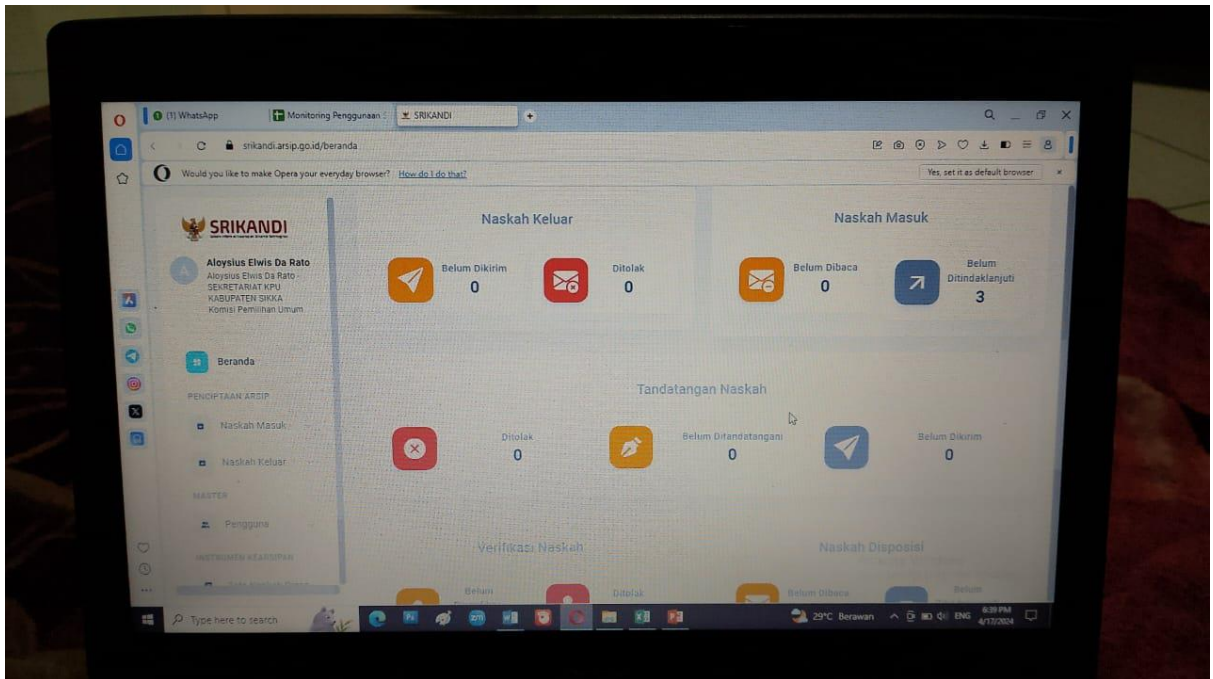 (1) WhatsApp
Monitoring Penggunaan
SRIKANDI
srikandi.arsip.go.id/beranda
Would you like to make Opera your everyday browser? How do I do that?
Yes, set it as default browser
SRIKANDI
A
Aloysius Elwis Da Rato
Aloysius Elwis Da Rato -
SEKRETARIAT KPU
KABUPATEN SIKKA
Komisi Pemilihan Umum
Beranda
PENCIPTAAN ARSIP
Naskah Masuk
Naskah Keluar
MASTER
Pengguna
INSTRUMEN KEARSIPAN
Naskah Keluar
Belum Dikirim
0
Ditolak
0
Naskah Masuk
Belum Dibaca
0
Belum
Ditindaklanjuti
3
Tandatangan Naskah
Ditolak
0
Belum Ditandatangani
0
Belum Dikirim
0
Verifikasi Naskah
Belum
Ditolak
Naskah Disposisi
Belum Dibaca
Belum
Type here to search
29°C Berawan
ENG
6:39 PM
4/17/2024